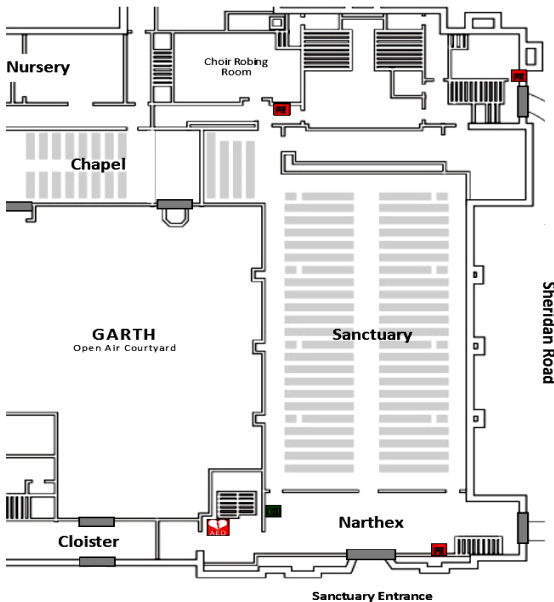 Nursery
Choir Robing
Room
Chapel
GARTH
Open Air Courtyard
Sanctuary
Sheridan Road
AED
Narthex
Cloister
Sanctuary Entrance